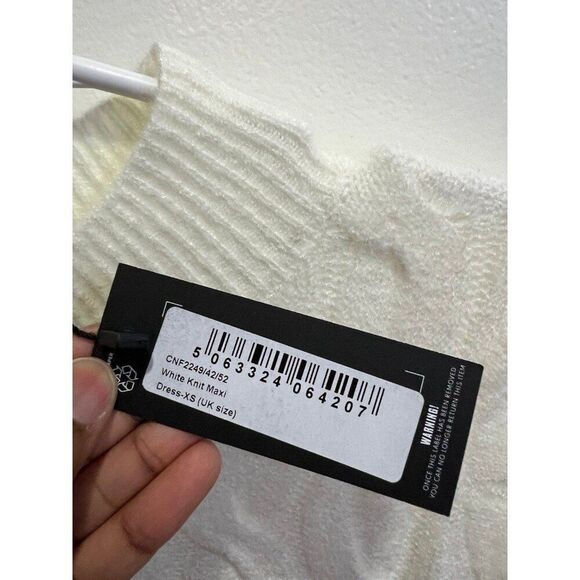 5 063324 064207
CNF2249/42/52
White Knit Maxi
Dress-XS (UK size)
WARNING!
ONCE THIS LABEL HAS BEEN REMOVED
YOU CAN NO LONGER RETURN THIS ITEM